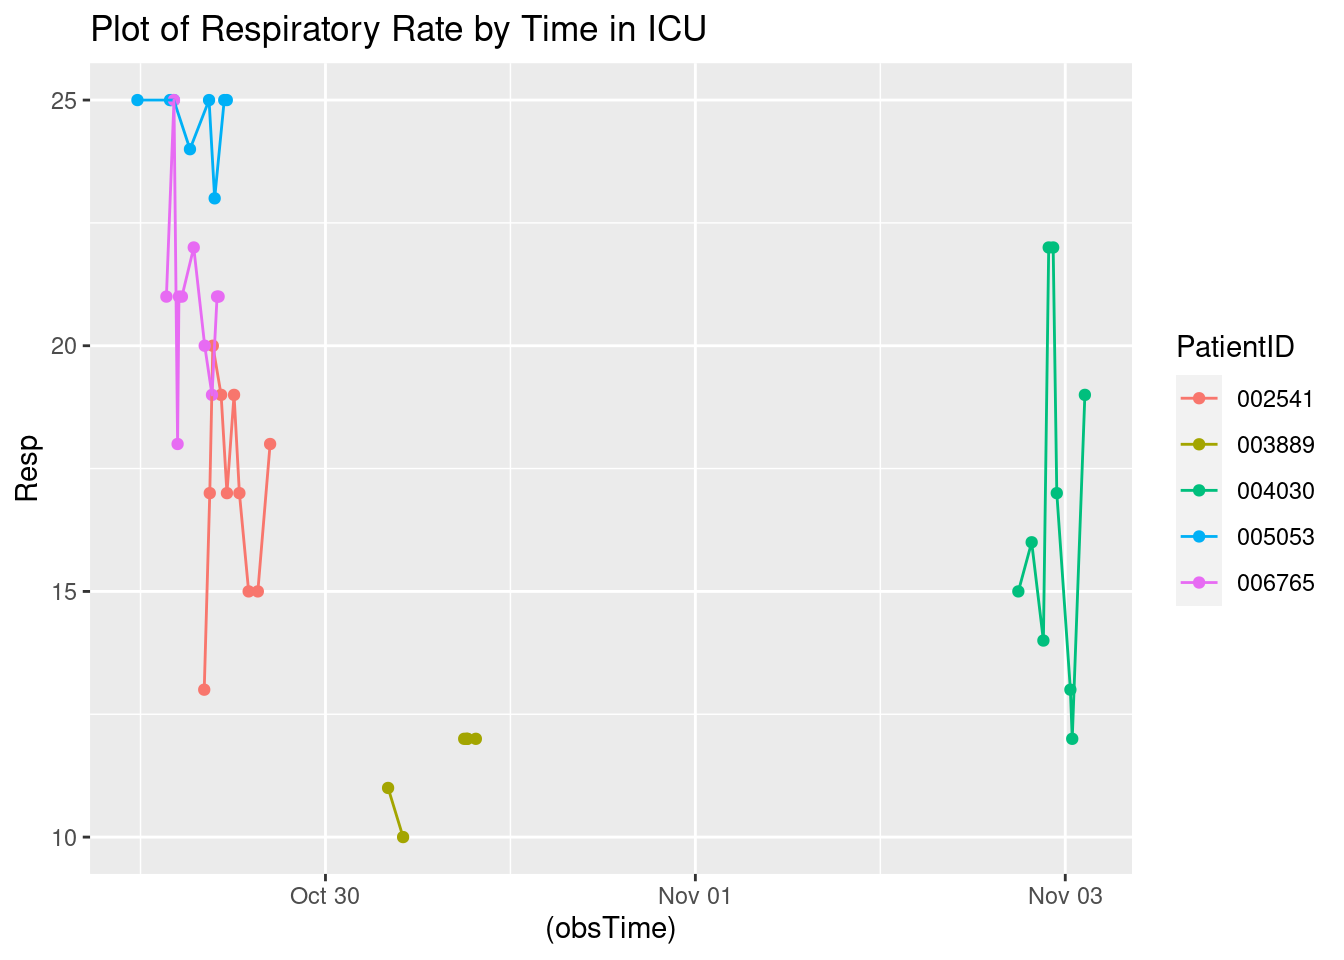 Plot of Respiratory Rate by Time in ICU
25
20
15
10
Resp
Oct 30
Nov 01
Nov 03
(obsTime)
PatientID
002541
003889
004030
005053
006765